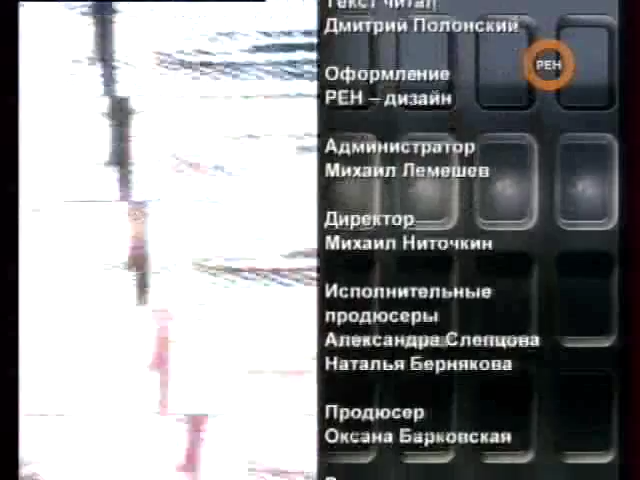 Текст читал
Дмитрий Полонский
РЕН
Оформление
РЕН – дизайн
Администратор
Михаил Лемешев
Директор
Михаил Ниточкин
Исполнительные
продюсеры
Александра Слепцова
Наталья Бернякова
Продюсер
Оксана Барковская